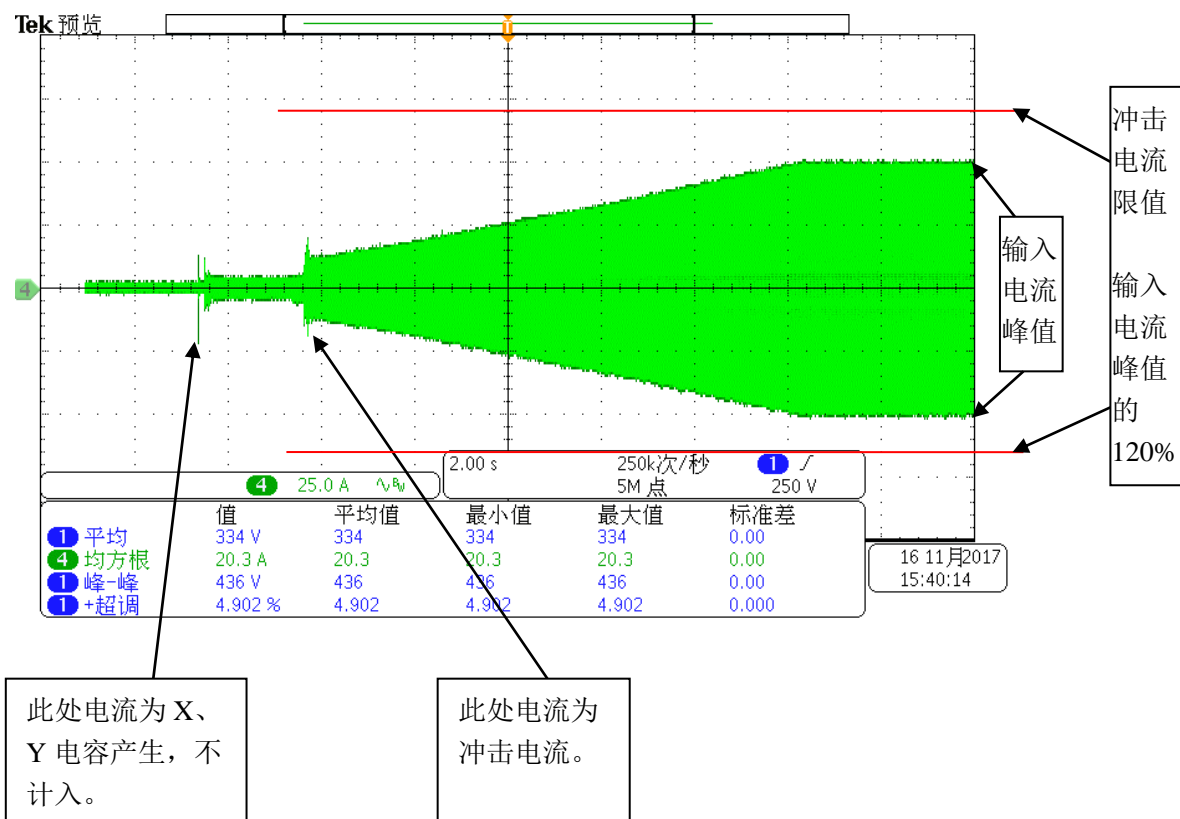 Tek 预览
T
冲击
电流
限值
输入
电流
峰值
的
120%
输入
电流
峰值
4
2.00 s 250k次/秒 1
5M 点 250 V
4 25.0 A
值 平均值 最小值 最大值 标准差
1 平均 334 V 334 334 334 0.00
4 均方根 20.3 A 20.3 20.3 20.3 0.00
1 峰-峰 436 V 436 436 436 0.00
1 +超调 4.902 % 4.902 4.902 4.902 0.000
16 11月2017
15:40:14
此处电流为 X、
Y 电容产生，不
计入。
此处电流为
冲击电流。